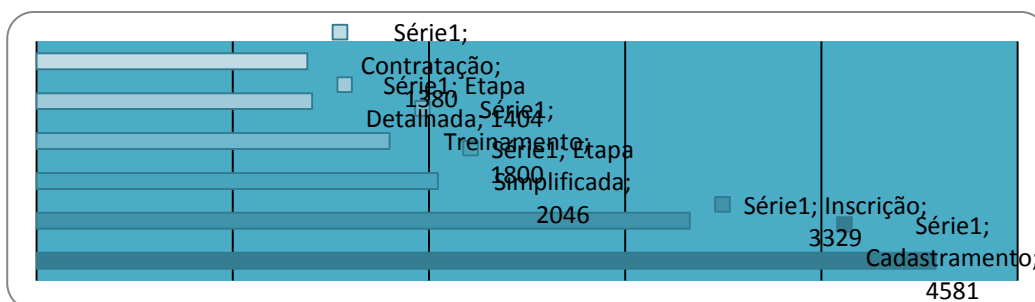 Série1;
Contratação;
1380
Série1; Etapa
Detalhada; 1404
Série1;
Treinamento;
1800
Série1; Etapa
Simplificada;
2046
Série1; Inscrição;
3329
Série1;
Cadastramento;
4581